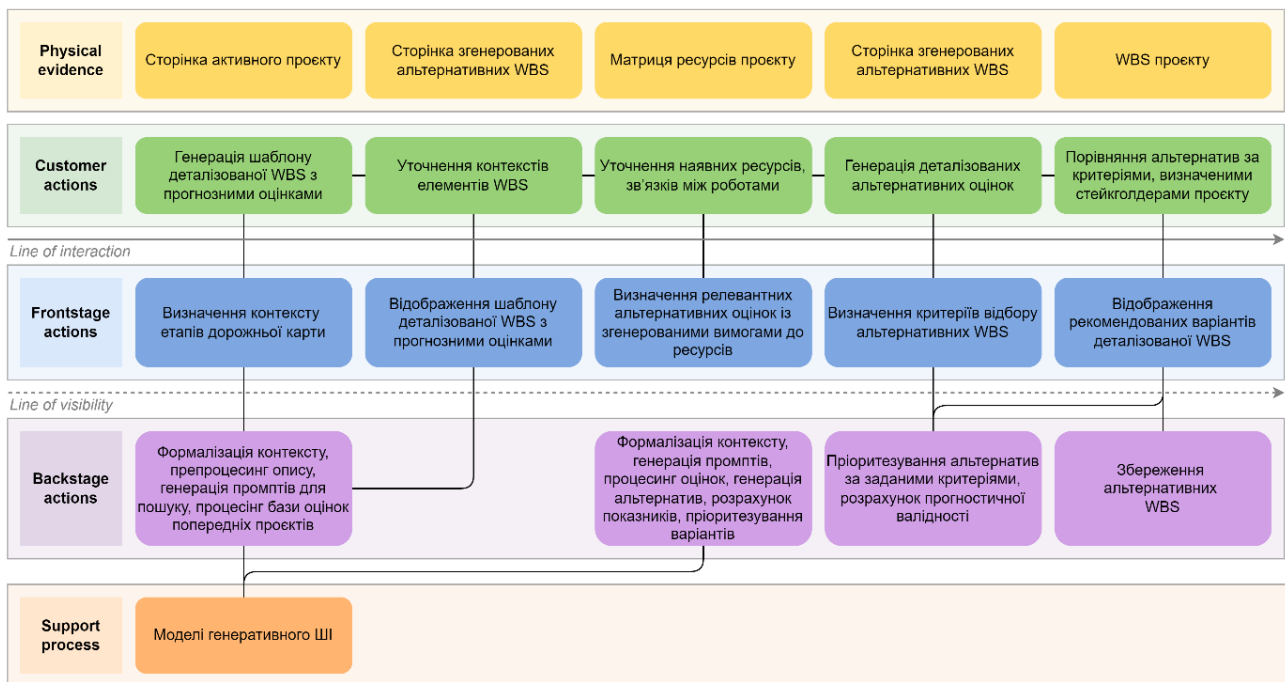 Physical
evidence
Сторінка активного проєкту
Сторінка згенерованих
альтернативних WBS
Матриця ресурсів проєкту
Сторінка згенерованих
альтернативних WBS
WBS проєкту
Customer
actions
Генерація шаблону
деталізованої WBS з
прогнозними оцінками
Уточнення контекстів
елементів WBS
Уточнення наявних ресурсів,
зв'язків між роботами
Генерація деталізованих
альтернативних оцінок
Порівняння альтернатив за
критеріями, визначеними
стейкголдерами проєкту
Line of interaction
Frontstage
actions
Визначення контексту
етапів дорожньої карти
Відображення шаблону
деталізованої WBS з
прогнозними оцінками
Визначення релевантних
альтернативних оцінок із
згенерованими вимогами до
ресурсів
Визначення критеріїв відбору
альтернативних WBS
Відображення
рекомендованих варіантів
деталізованої WBS
Line of visibility
Backstage
actions
Формалізація контексту,
препроцесинг опису,
генерація промптів для
пошуку, процесінг бази оцінок
попередніх проєктів
Формалізація контексту,
генерація промптів,
процесинг оцінок, генерація
альтернатив, розрахунок
показників, пріоритезування
варіантів
Пріоритезування альтернатив
за заданими критеріями,
розрахунок прогностичної
валідності
Збереження
альтернативних
WBS
Support
process
Моделі генеративного ШІ